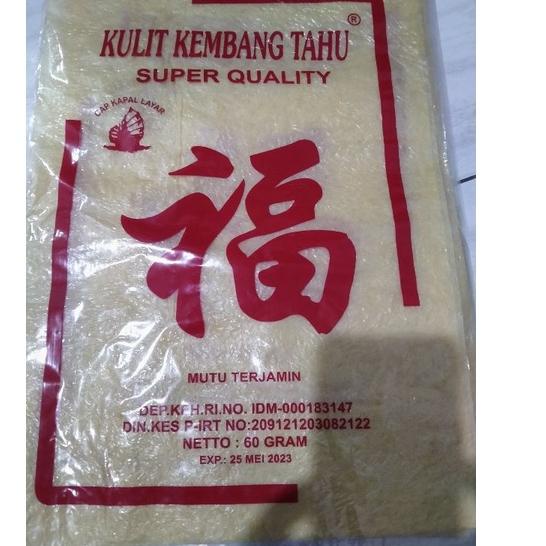 ®
KULIT KEMBANG TAHU
SUPER QUALITY
CAP KAPAL LAYAR
福
MUTU TERJAMIN
DEP.KEH.RI.NO. IDM-000183147
DIN.KES P-IRT NO:209121203082122
NETTO : 60 GRAM
EXP.: 25 MEI 2023